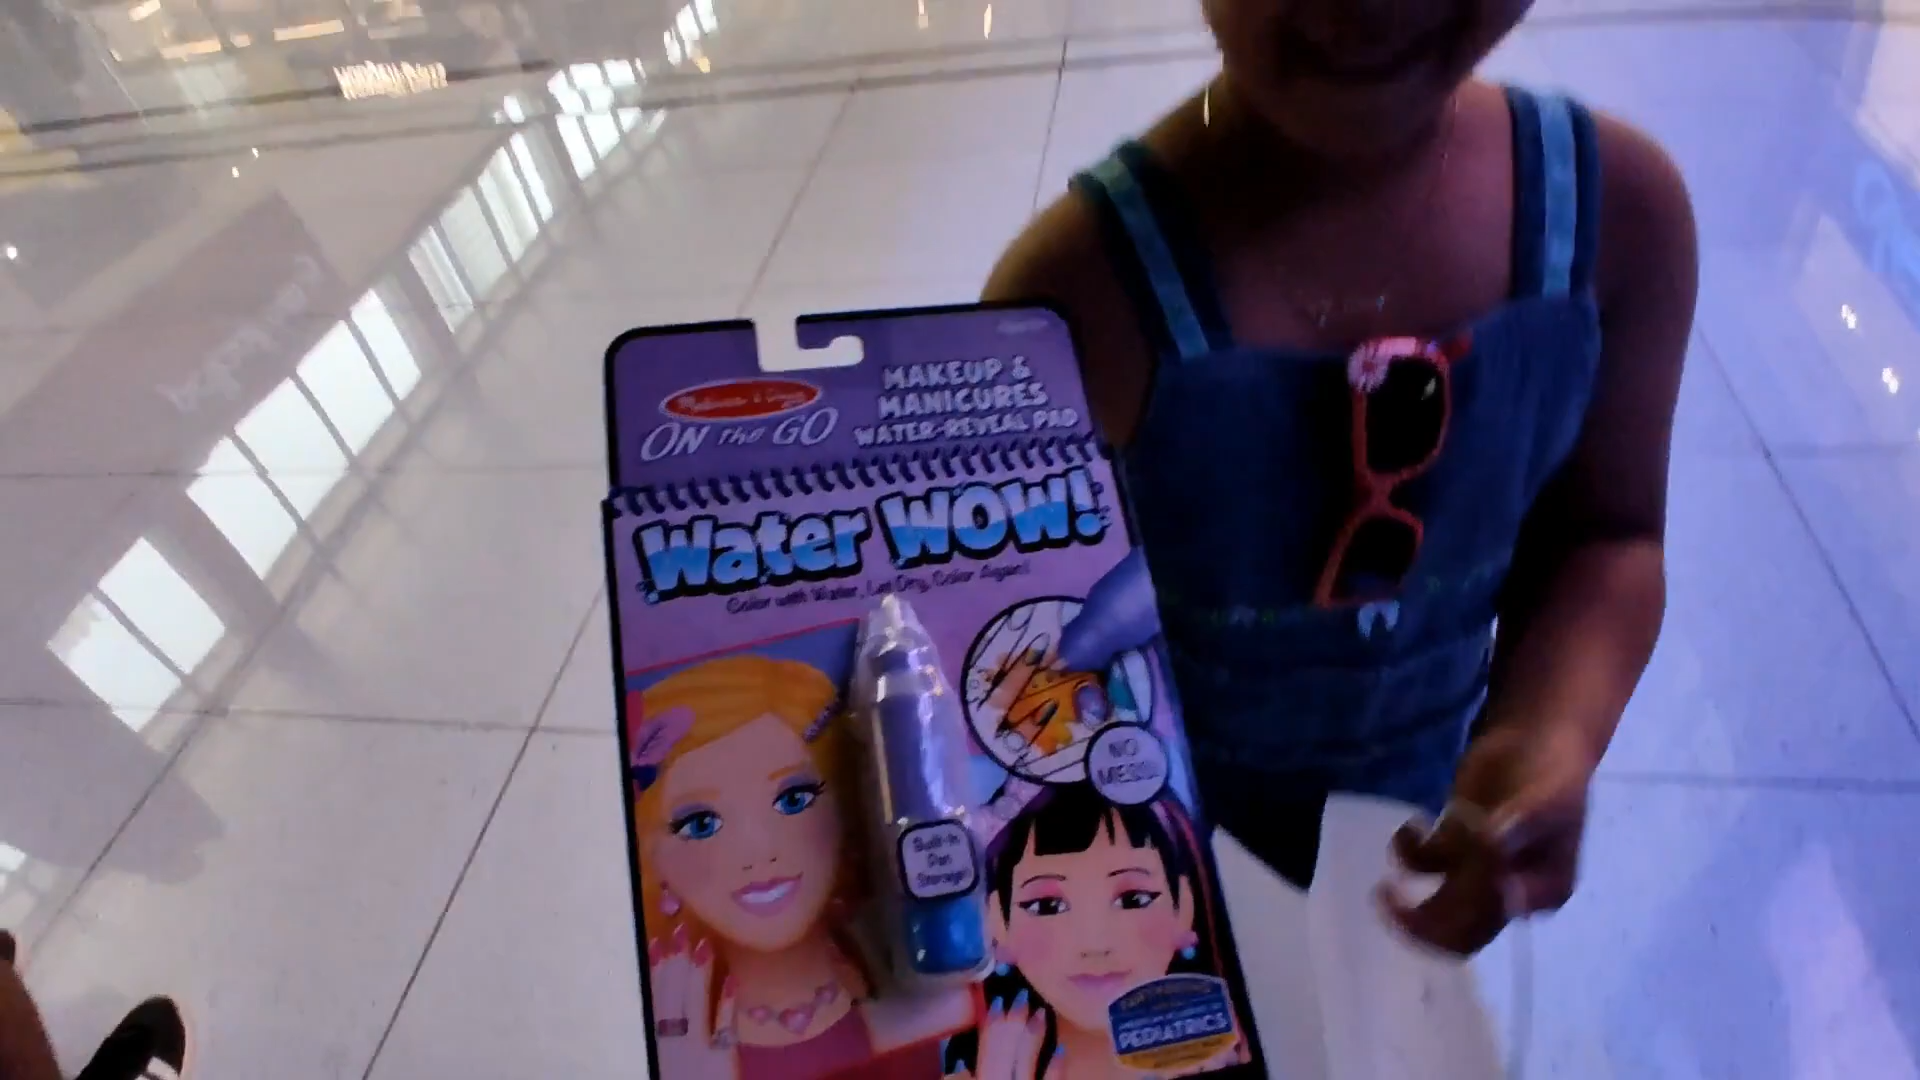 Melissa & Doug
ON the GO
MAKEUP &
MANICURES
WATER-REVEAL PAD
Water WOW!
Color with Water, Let Dry, Color Again!
NO
MESS!
Built-In
Pen
Storage!
PEDIATRICS